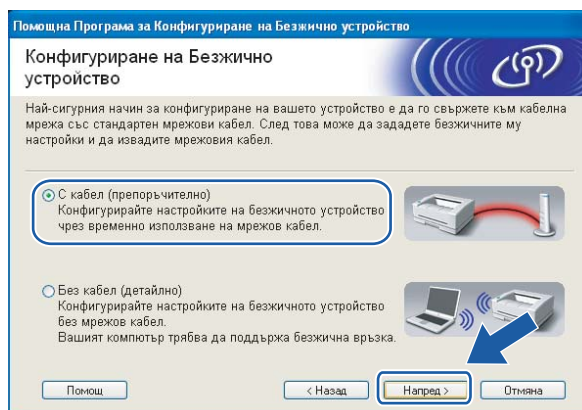 Помощна Програма за Конфигуриране на Безжично устройство
Конфигуриране на Безжично
устройство
Най-сигурния начин за конфигуриране на вашето устройство е да го свържете към кабелна
мрежа със стандартен мрежови кабел. След това може да зададете безжичните му
настройки и да извадите мрежовия кабел.
С кабел (препоръчително)
Конфигурирайте настройките на безжичното устройство
чрез временно използване на мрежов кабел.
Без кабел (детайлно)
Конфигурирайте настройките на безжичното устройство
без мрежов кабел.
Вашият компютър трябва да поддържа безжична връзка.
Помощ
< Назад
Напред >
Отмяна